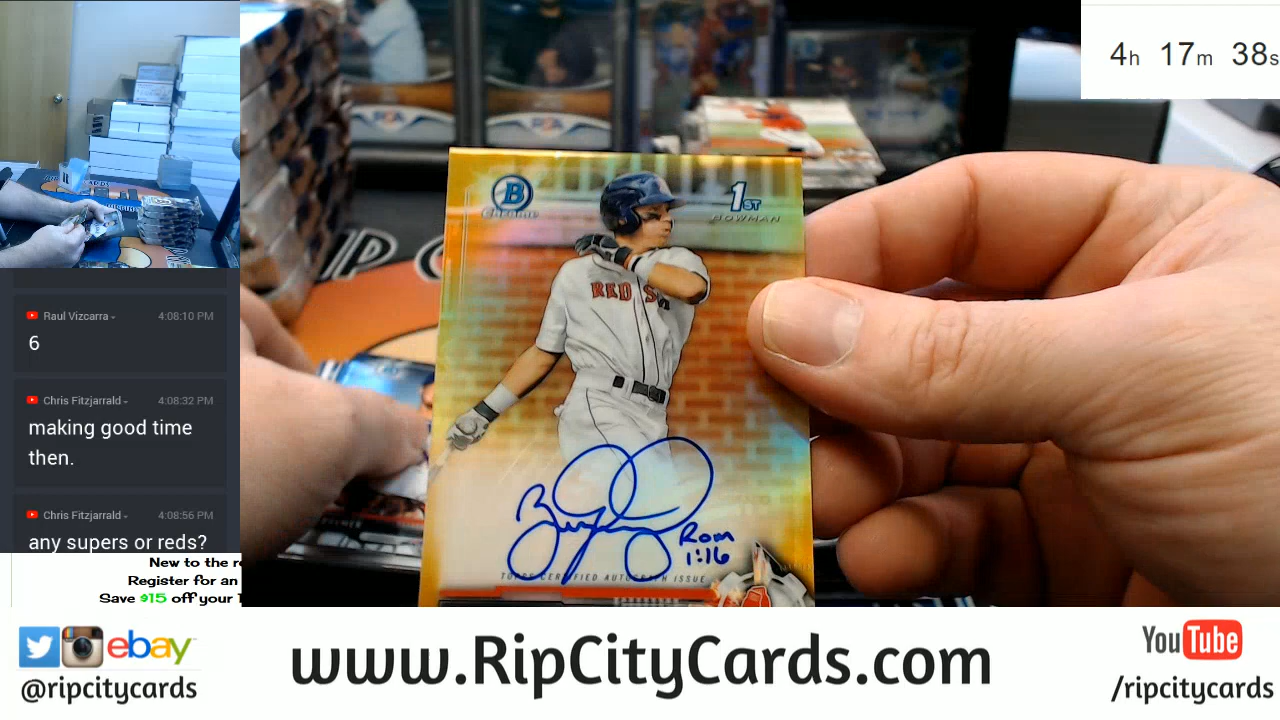 4h 17m 38s
Raul Vizcarra 4:08:10 PM
6
Chris Fitzjarrald 4:08:32 PM
making good time
then.
Chris Fitzjarrald 4:08:56 PM
any supers or reds?
New to the r
Register for an
Save $15 off your
B
Chrome
1ST
BOWMAN
RED S
Rom
1:16
TOPPS CERTIFIED AUTOGRAPH ISSUE
IP C
ebay
@ripcitycards
www.RipCityCards.com
YouTube
/ripcitycards